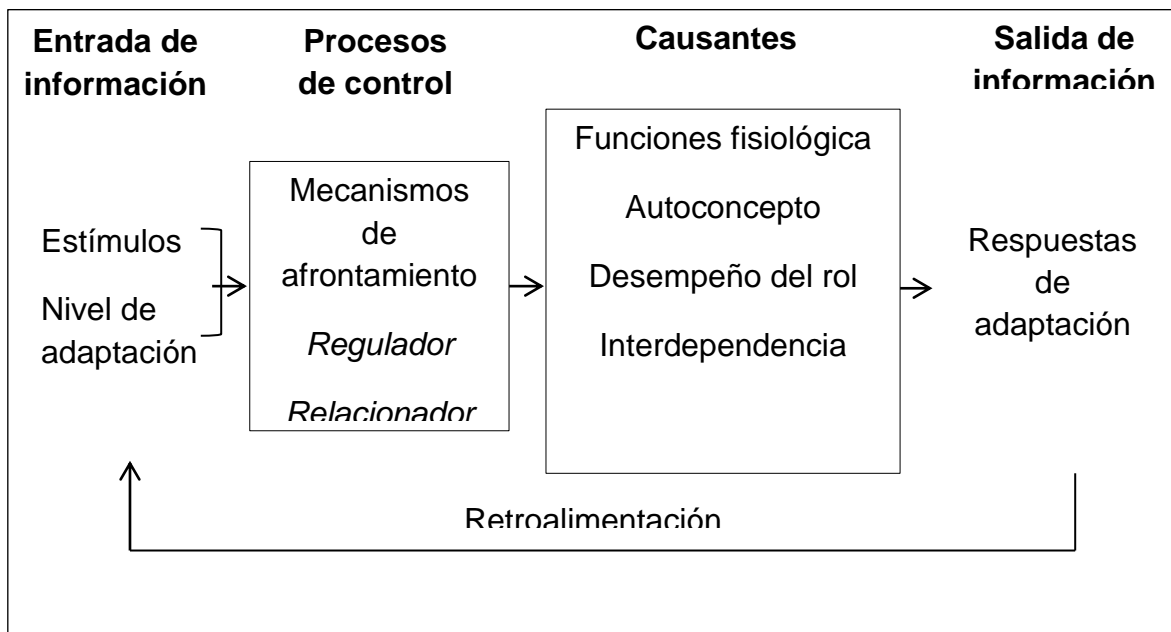 Entrada de
información
Procesos
de control
Causantes
Salida de
información
Estímulos
Nivel de
adaptación
Mecanismos
de
afrontamiento
Regulador
Relacionador
Funciones fisiológica
Autoconcepto
Desempeño del rol
Interdependencia
Respuestas
de
adaptación
Retroalimentación